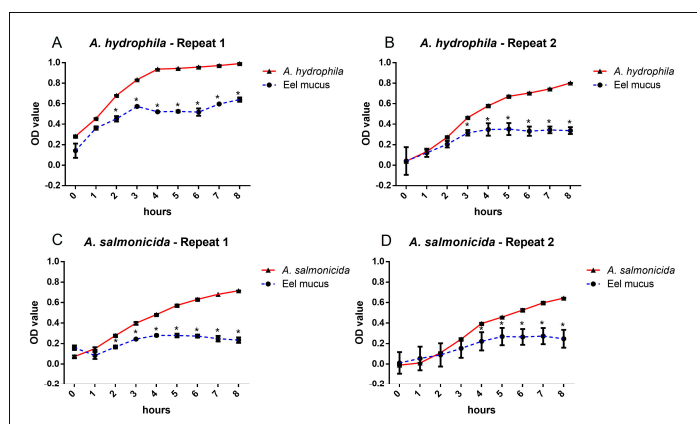 A
A. hydrophila - Repeat 1
OD value
1.0
0.8
0.6
0.4
0.2
0.0
-0.2
* * * * * * *
0 1 2 3 4 5 6 7 8
hours
A. hydrophila
Eel mucus
B
A. hydrophila - Repeat 2
OD value
1.0
0.8
0.6
0.4
0.2
0.0
-0.2
* * * * * *
0 1 2 3 4 5 6 7 8
hours
A. hydrophila
Eel mucus
C
A. salmonicida - Repeat 1
OD value
1.0
0.8
0.6
0.4
0.2
0.0
-0.2
* * * * * * *
0 1 2 3 4 5 6 7 8
hours
A. salmonicida
Eel mucus
D
A. salmonicida - Repeat 2
OD value
1.0
0.8
0.6
0.4
0.2
0.0
-0.2
* * * * *
0 1 2 3 4 5 6 7 8
hours
A. salmonicida
Eel mucus